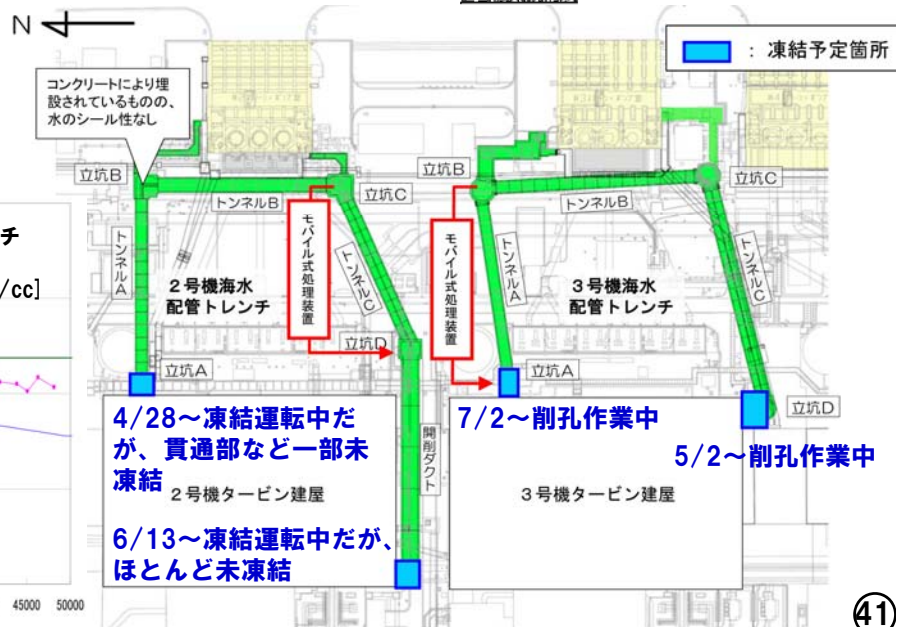 N
：凍結予定箇所
コンクリートにより埋
設されているものの、
水のシール性なし
立坑B
トンネルB
立坑C
トンネルA
2号機海水
配管トレンチ
モバイル式処理装置
トンネルC
立坑D
立坑A
開削ダクト
4/28～凍結運転中だ
が、貫通部など一部未
凍結
2号機タービン建屋
6/13～凍結運転中だが、
ほとんど未凍結
立坑B
トンネルB
立坑C
モバイル式処理装置
トンネルA
3号機海水
配管トレンチ
トンネルC
立坑A
立坑D
7/2～削孔作業中
5/2～削孔作業中
3号機タービン建屋
チ
/cc]
45000 50000
41